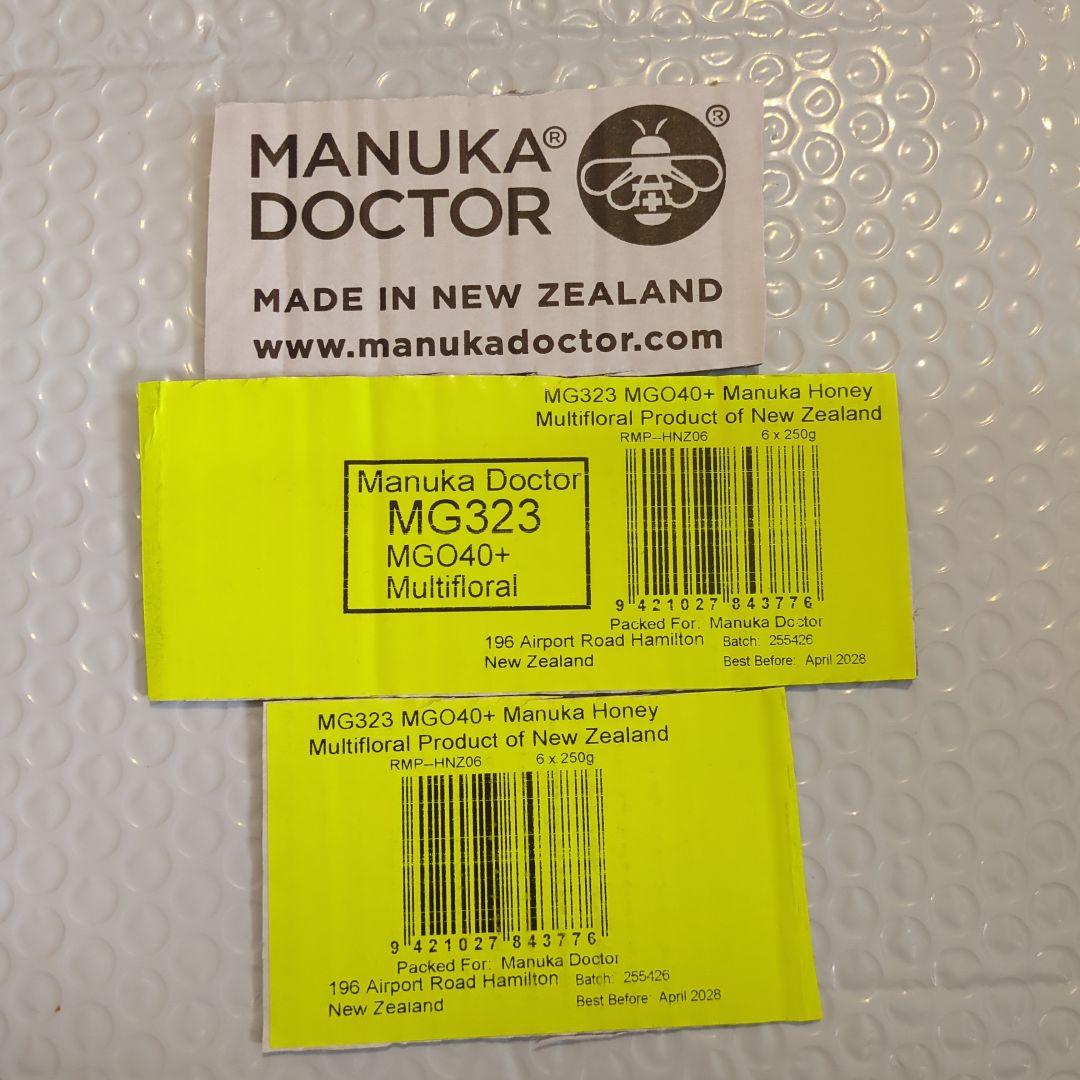 MANUKA®
DOCTOR
®
MADE IN NEW ZEALAND
www.manukadoctor.com
MG323 MGO40+ Manuka Honey
Multifloral Product of New Zealand
RMP-HNZ06 6 x 250g
Manuka Doctor
MG323
MGO40+
Multifloral
9 421027 843776
Packed For: Manuka Doctor
196 Airport Road Hamilton Batch: 255426
New Zealand Best Before: April 2028
MG323 MGO40+ Manuka Honey
Multifloral Product of New Zealand
RMP-HNZ06 6 x 250g
9 421027 843776
Packed For: Manuka Doctor
196 Airport Road Hamilton Batch: 255426
New Zealand Best Before: April 2028